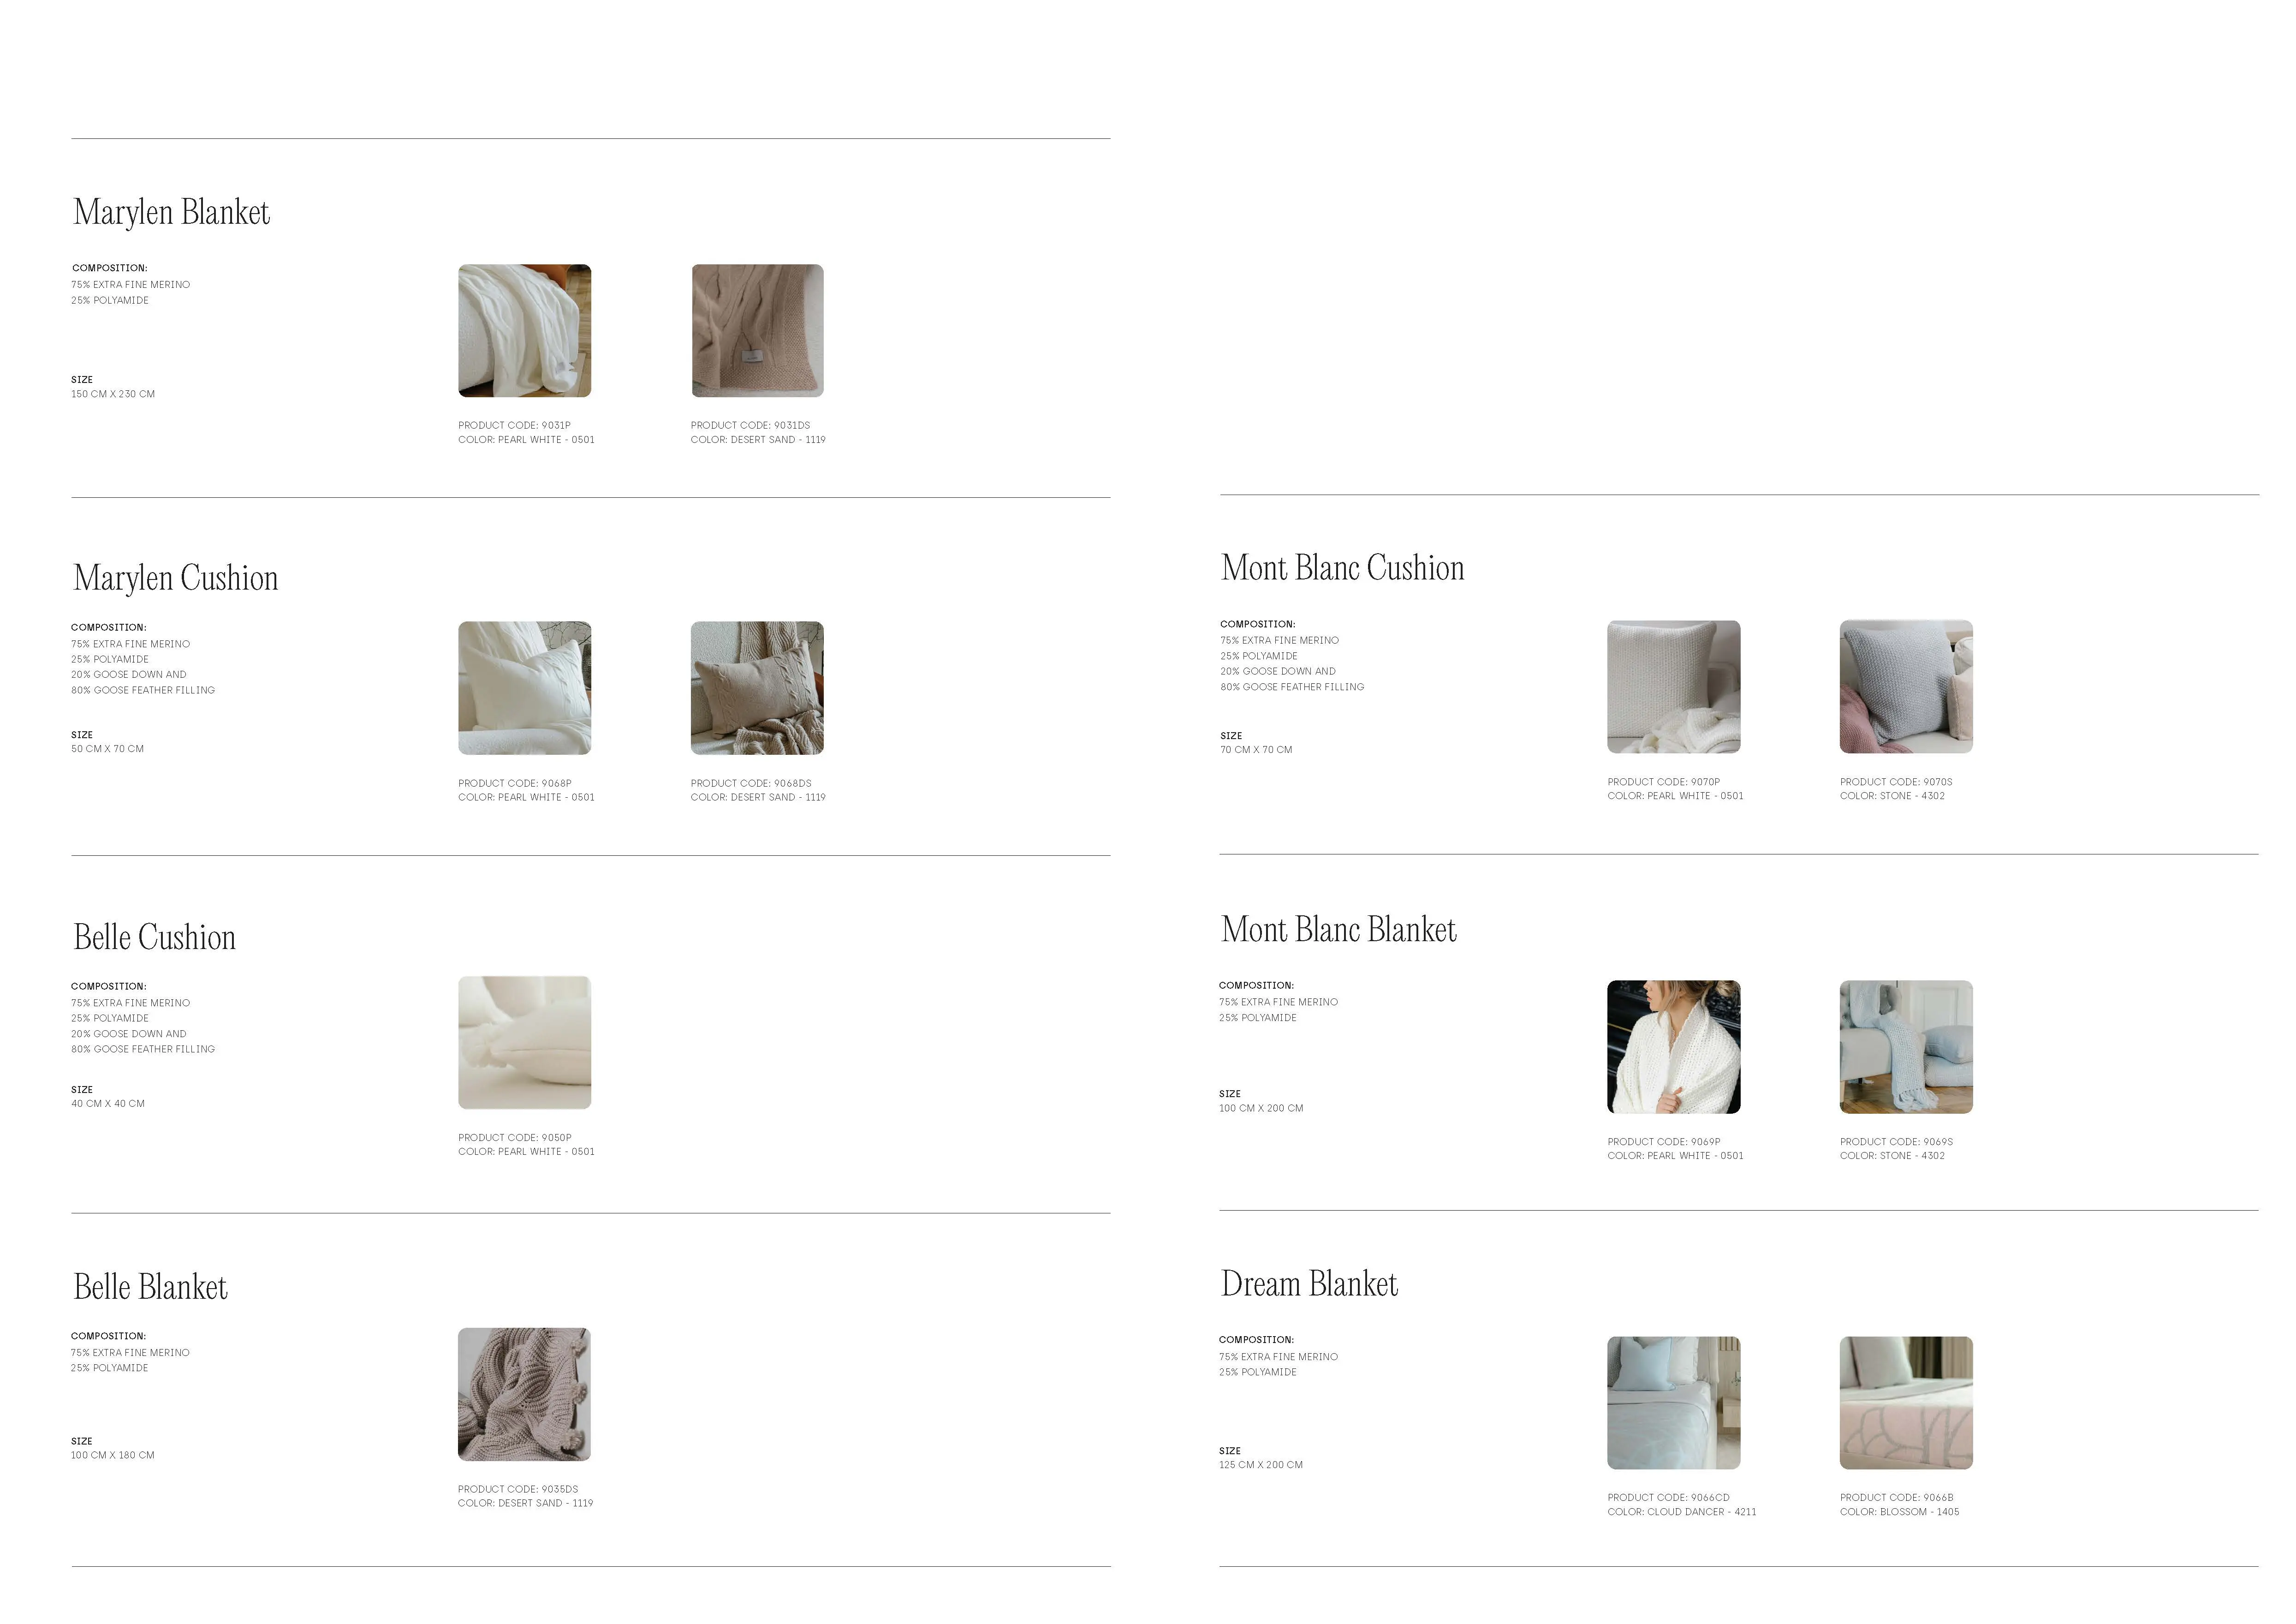 Marylen Blanket
COMPOSITION:
75% EXTRA FINE MERINO
25% POLYAMIDE
SIZE
150 CM X 230 CM
PRODUCT CODE: 9031P
COLOR: PEARL WHITE - 0501
PRODUCT CODE: 9031DS
COLOR: DESERT SAND - 1119
Marylen Cushion
COMPOSITION:
75% EXTRA FINE MERINO
25% POLYAMIDE
20% GOOSE DOWN AND
80% GOOSE FEATHER FILLING
SIZE
50 CM X 70 CM
PRODUCT CODE: 9068P
COLOR: PEARL WHITE - 0501
PRODUCT CODE: 9068DS
COLOR: DESERT SAND - 1119
Belle Cushion
COMPOSITION:
75% EXTRA FINE MERINO
25% POLYAMIDE
20% GOOSE DOWN AND
80% GOOSE FEATHER FILLING
SIZE
40 CM X 40 CM
PRODUCT CODE: 9050P
COLOR: PEARL WHITE - 0501
Belle Blanket
COMPOSITION:
75% EXTRA FINE MERINO
25% POLYAMIDE
SIZE
100 CM X 180 CM
PRODUCT CODE: 9035DS
COLOR: DESERT SAND - 1119
Mont Blanc Cushion
COMPOSITION:
75% EXTRA FINE MERINO
25% POLYAMIDE
20% GOOSE DOWN AND
80% GOOSE FEATHER FILLING
SIZE
70 CM X 70 CM
PRODUCT CODE: 9070P
COLOR: PEARL WHITE - 0501
PRODUCT CODE: 9070S
COLOR: STONE - 4302
Mont Blanc Blanket
COMPOSITION:
75% EXTRA FINE MERINO
25% POLYAMIDE
SIZE
100 CM X 200 CM
PRODUCT CODE: 9069P
COLOR: PEARL WHITE - 0501
PRODUCT CODE: 9069S
COLOR: STONE - 4302
Dream Blanket
COMPOSITION:
75% EXTRA FINE MERINO
25% POLYAMIDE
SIZE
125 CM X 200 CM
PRODUCT CODE: 9066CD
COLOR: CLOUD DANCER - 4211
PRODUCT CODE: 9066B
COLOR: BLOSSOM - 1405